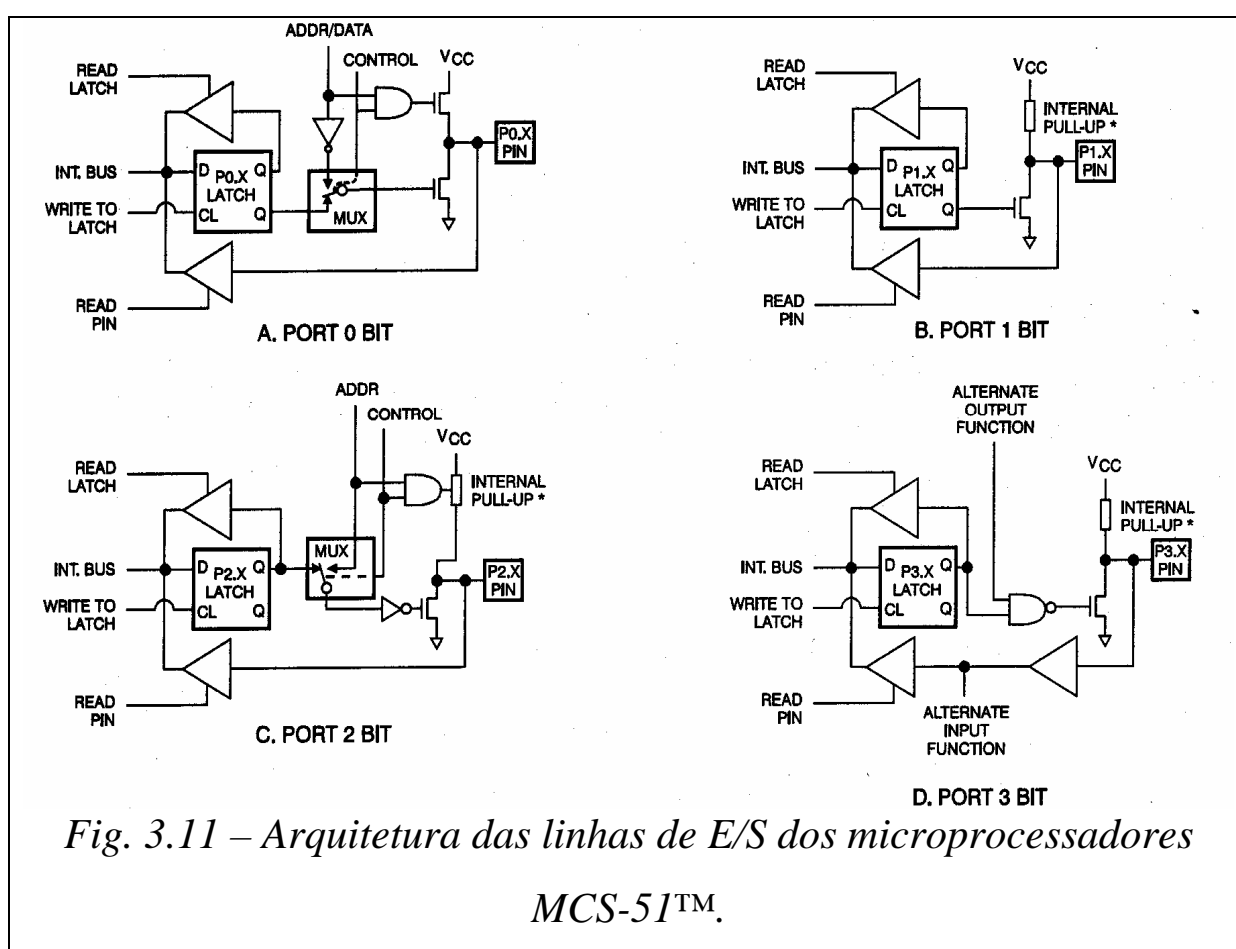 ADDR/DATA
CONTROL
VCC
READ
LATCH
INT. BUS
WRITE TO
LATCH
D P0.X Q
LATCH
CL Q
MUX
P0.X
PIN
READ
PIN
A. PORT 0 BIT
VCC
READ
LATCH
INTERNAL
PULL-UP *
INT. BUS
WRITE TO
LATCH
D P1.X Q
LATCH
CL Q
P1.X
PIN
READ
PIN
B. PORT 1 BIT
ADDR
CONTROL
VCC
READ
LATCH
INTERNAL
PULL-UP *
INT. BUS
WRITE TO
LATCH
D P2.X Q
LATCH
CL Q
MUX
P2.X
PIN
READ
PIN
C. PORT 2 BIT
ALTERNATE
OUTPUT
FUNCTION
VCC
READ
LATCH
INTERNAL
PULL-UP *
INT. BUS
WRITE TO
LATCH
D P3.X Q
LATCH
CL Q
P3.X
PIN
READ
PIN
ALTERNATE
INPUT
FUNCTION
D. PORT 3 BIT
Fig. 3.11 – Arquitetura das linhas de E/S dos microprocessadores
MCS-51™.